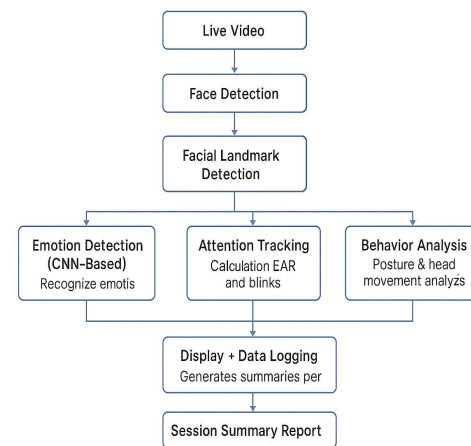 Live Video
Face Detection
Facial Landmark
Detection
Emotion Detection
(CNN-Based)
Recognize emotis
Attention Tracking
Calculation EAR
and blinks
Behavior Analysis
Posture & head
movement analyzis
Display + Data Logging
Generates summaries per
Session Summary Report